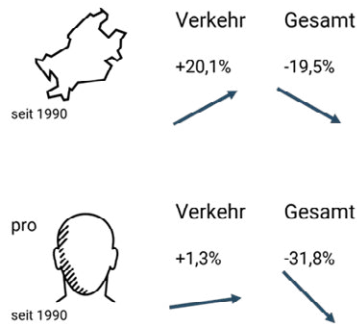 Verkehr Gesamt
+20,1% -19,5%
seit 1990
Verkehr Gesamt
pro
+1,3% -31,8%
seit 1990